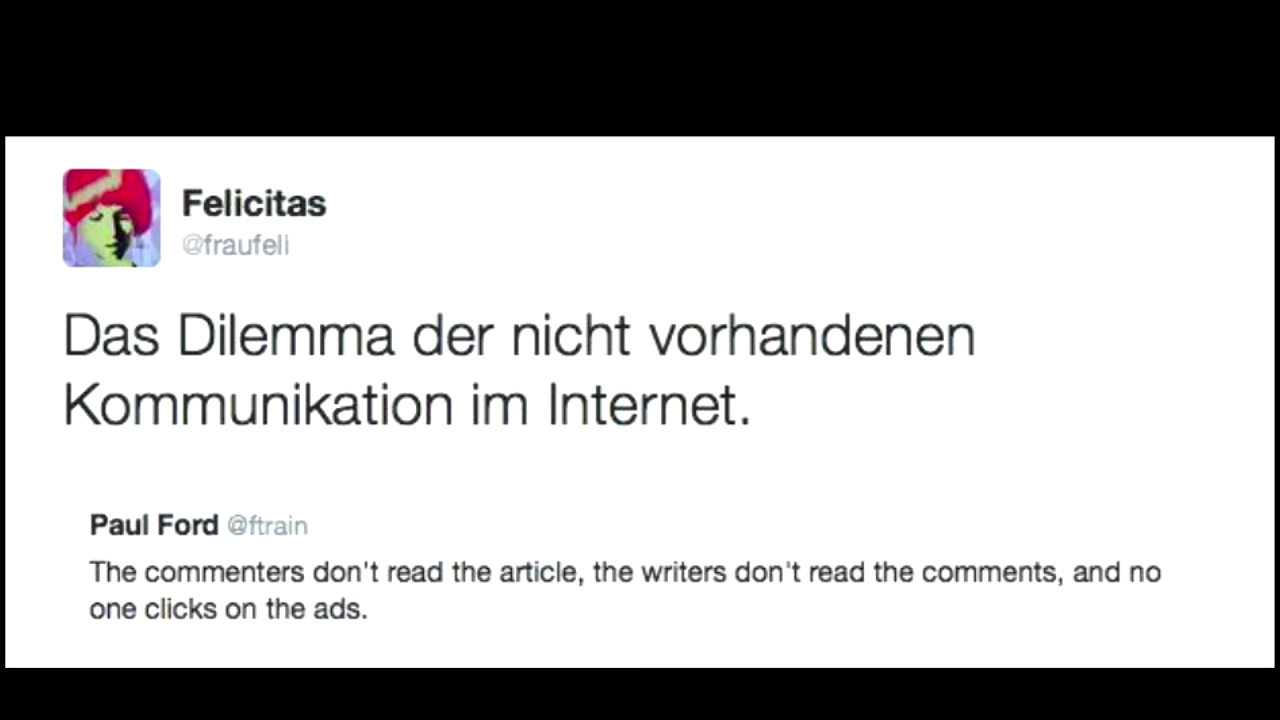 Felicitas
@fraufeli
Das Dilemma der nicht vorhandenen
Kommunikation im Internet.
Paul Ford @ftrain
The commenters don't read the article, the writers don't read the comments, and no
one clicks on the ads.